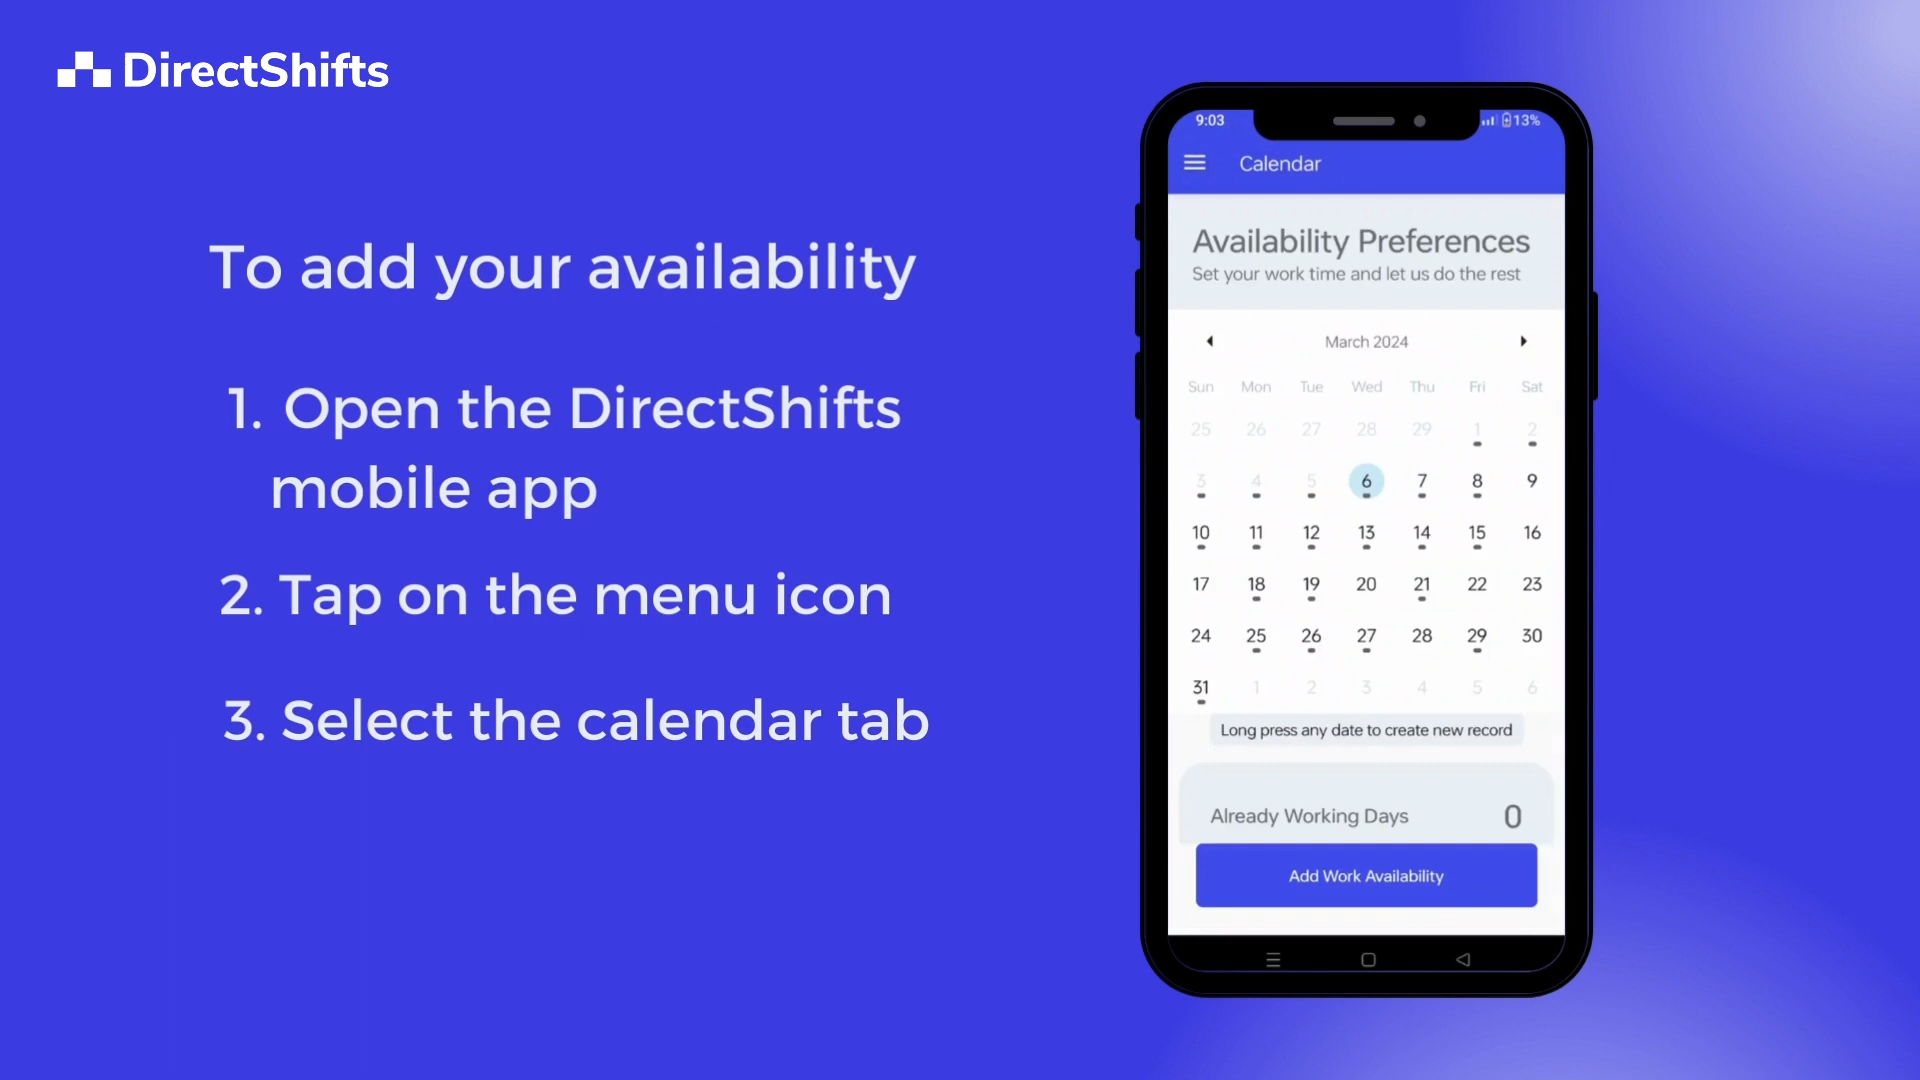 DirectShifts
To add your availability
1. Open the DirectShifts
mobile app
2. Tap on the menu icon
3. Select the calendar tab
9:03
13%
Calendar
Availability Preferences
Set your work time and let us do the rest
March 2024
Sun Mon Tue Wed Thu Fri Sat
25 26 27 28 29 1 2
3 4 5 6 7 8 9
10 11 12 13 14 15 16
17 18 19 20 21 22 23
24 25 26 27 28 29 30
31 1 2 3 4 5 6
Long press any date to create new record
Already Working Days 0
Add Work Availability